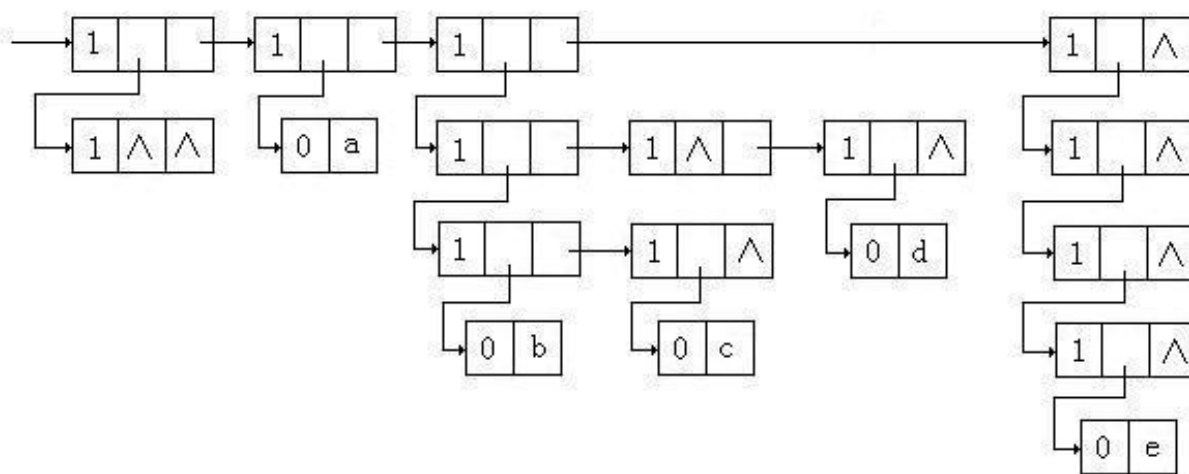 1 1 1 1 ∧
1 ∧ ∧ 0 a 1 1 ∧ 1 ∧ 1 ∧
1 1 ∧ 0 d 1 ∧
0 b 0 c 1 ∧
0 e